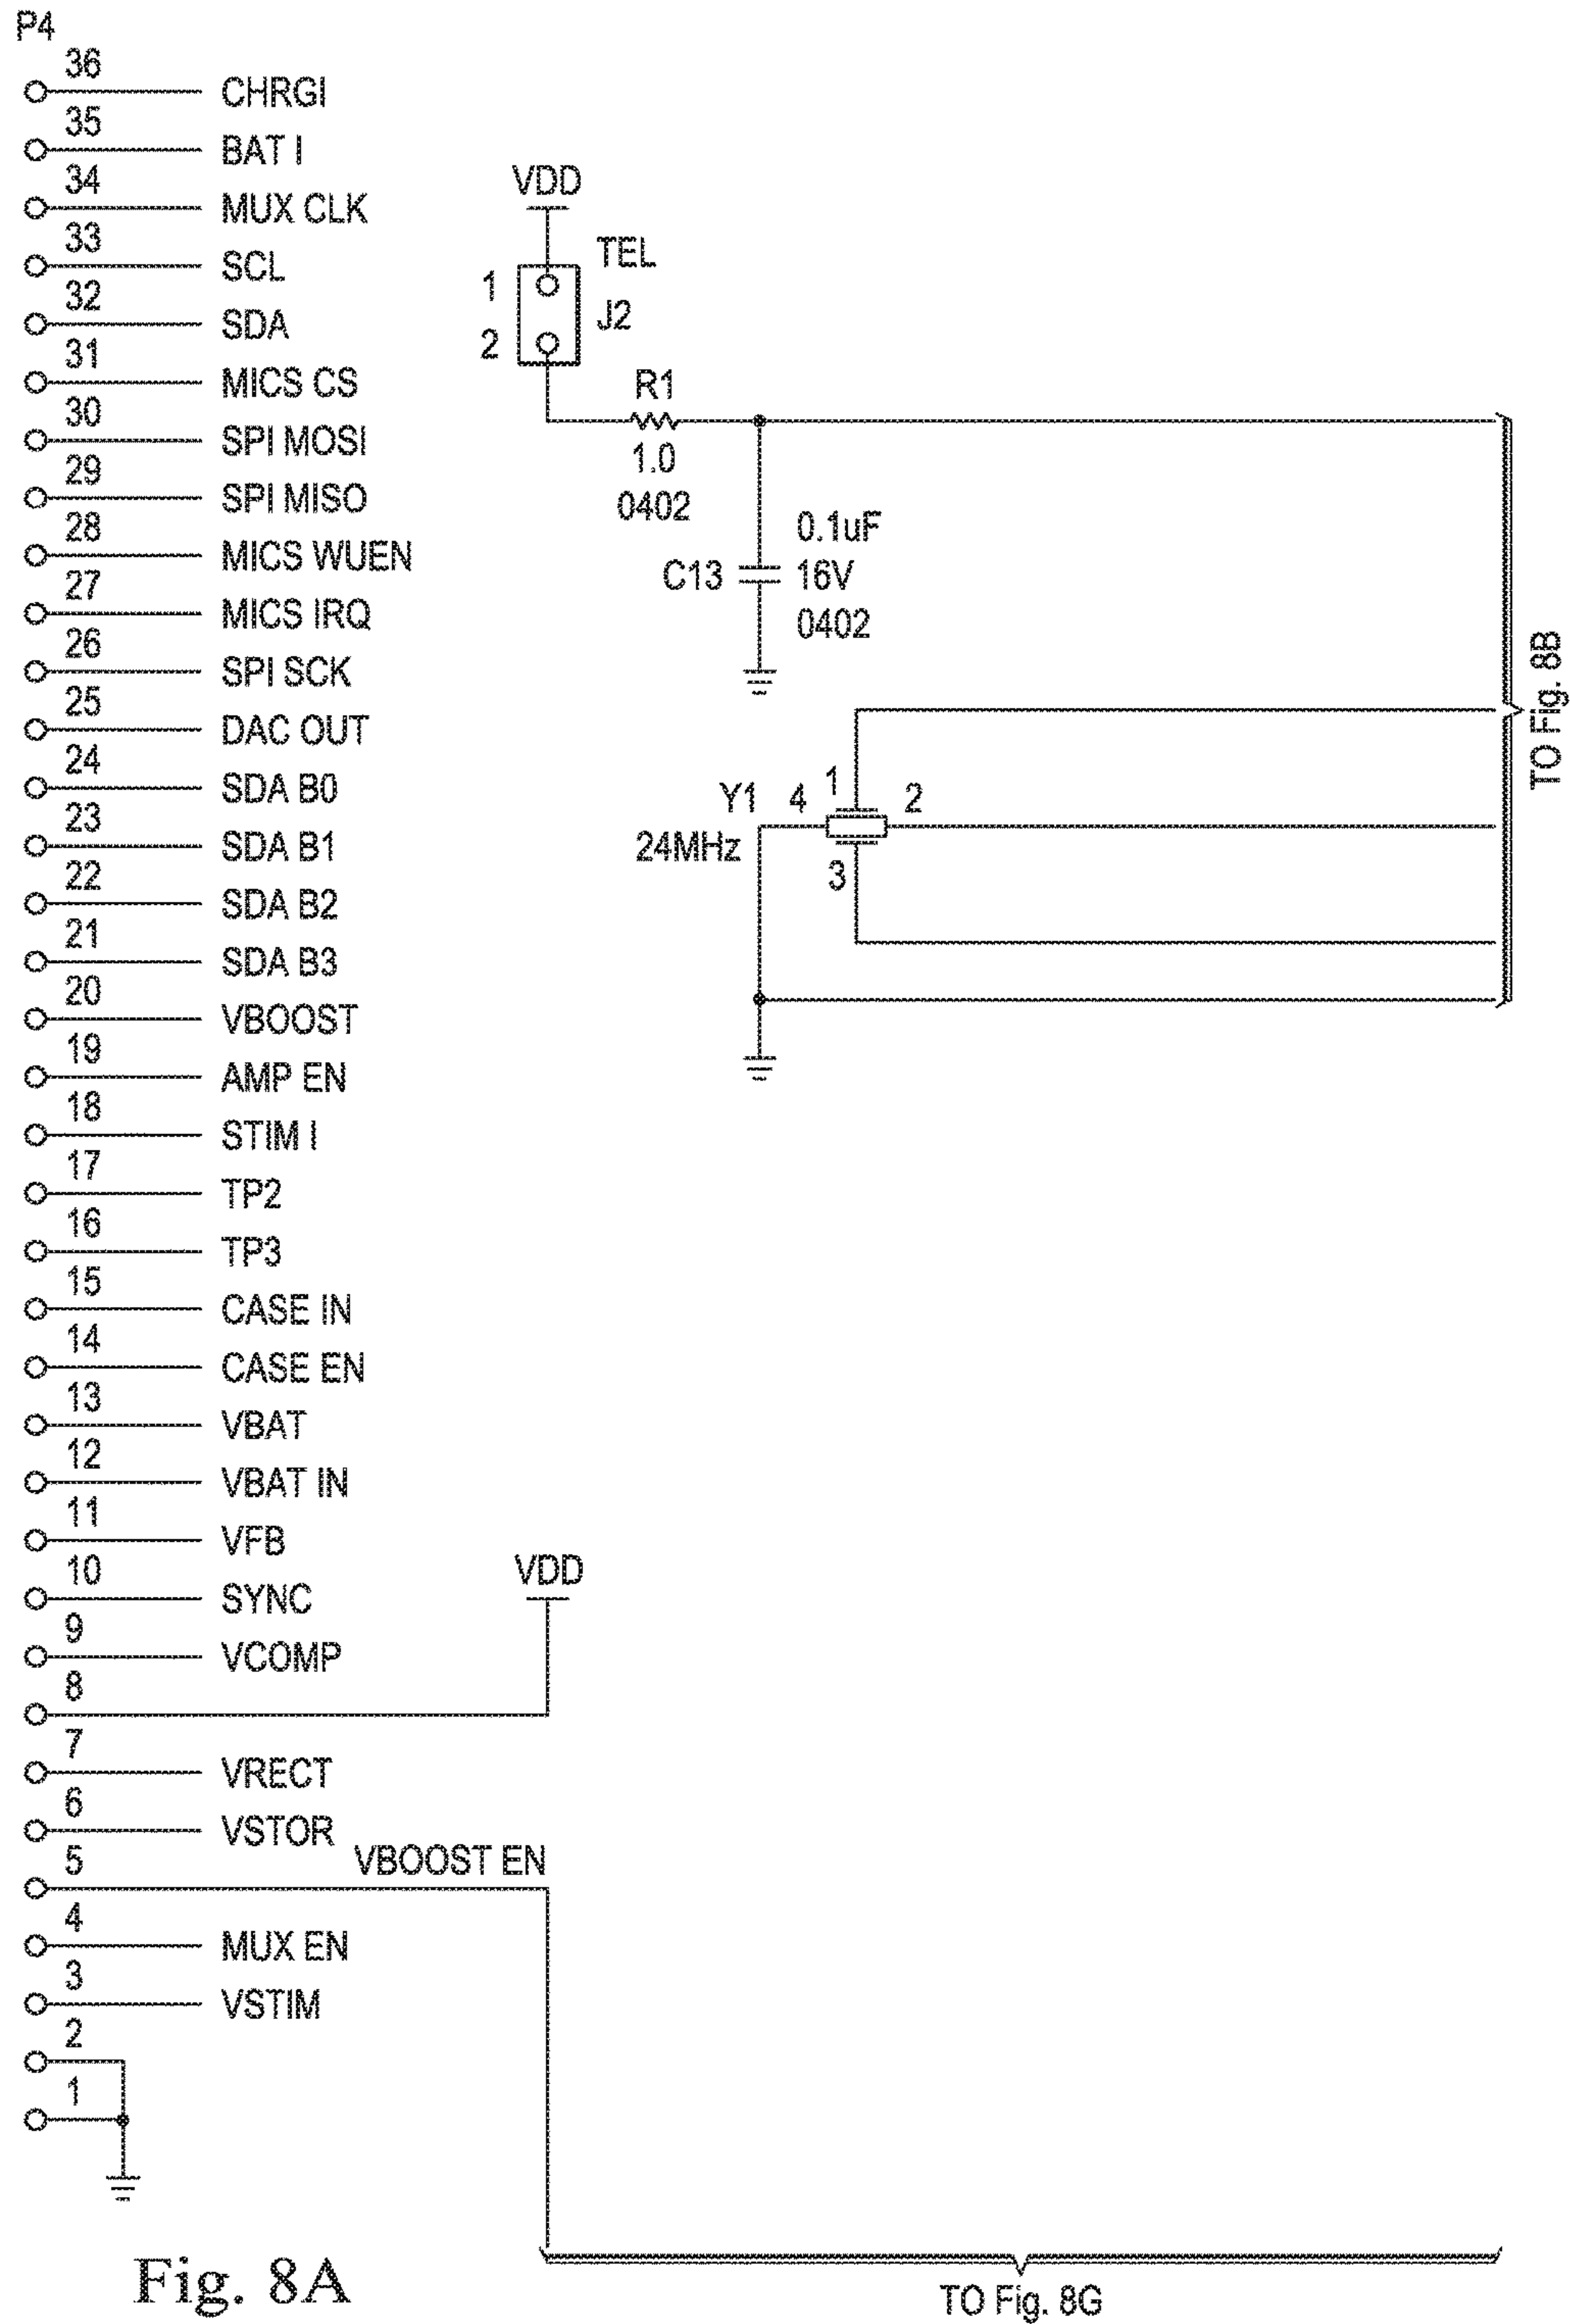 P4
36 CHRGI
35 BAT I
34 MUX CLK
33 SCL
32 SDA
31 MICS CS
30 SPI MOSI
29 SPI MISO
28 MICS WUEN
27 MICS IRQ
26 SPI SCK
25 DAC OUT
24 SDA B0
23 SDA B1
22 SDA B2
21 SDA B3
20 VBOOST
19 AMP EN
18 STIM I
17 TP2
16 TP3
15 CASE IN
14 CASE EN
13 VBAT
12 VBAT IN
11 VFB
10 SYNC
9 VCOMP
8
VDD
7 VRECT
6 VSTOR
5 VBOOST EN
4 MUX EN
3 VSTIM
2
1
VDD
TEL
1
J2
2
R1
1.0
0402
0.1uF
C13 16V
0402
Y1 4 1 2
24MHz
3
TO Fig. 8B
TO Fig. 8G
Fig. 8A